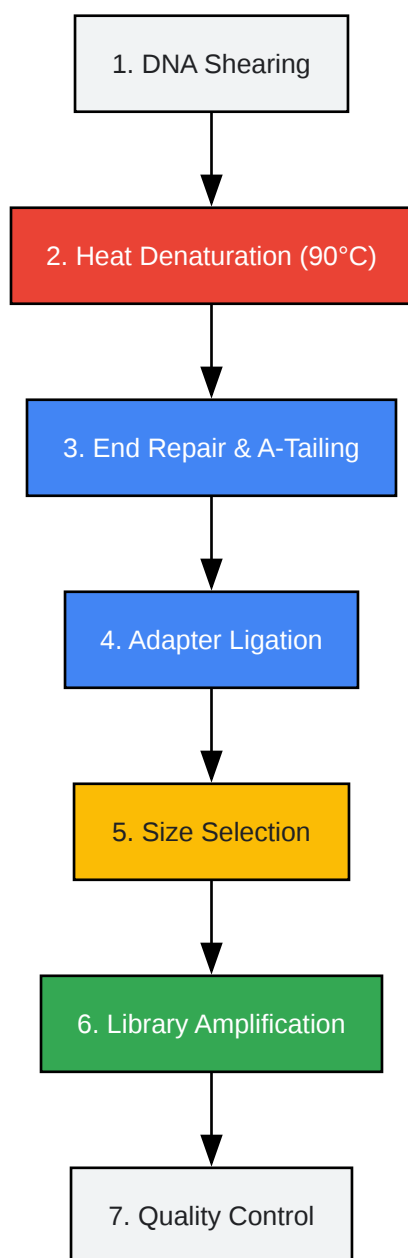 1. DNA Shearing
2. Heat Denaturation (90°C)
3. End Repair & A-Tailing
4. Adapter Ligation
5. Size Selection
6. Library Amplification
7. Quality Control